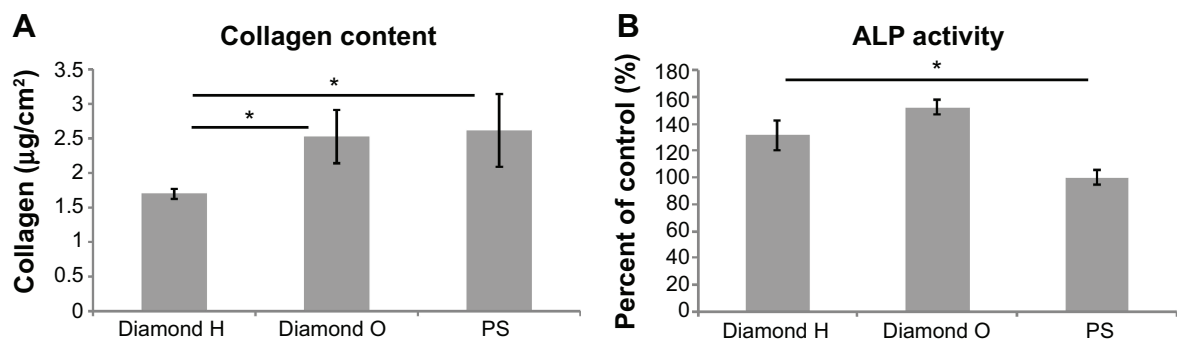 A
Collagen content
Collagen (µg/cm²)
3.5
3
2.5
2
1.5
1
0.5
0
*
*
Diamond H
Diamond O
PS
B
ALP activity
Percent of control (%)
180
160
140
120
100
80
60
40
20
0
*
Diamond H
Diamond O
PS